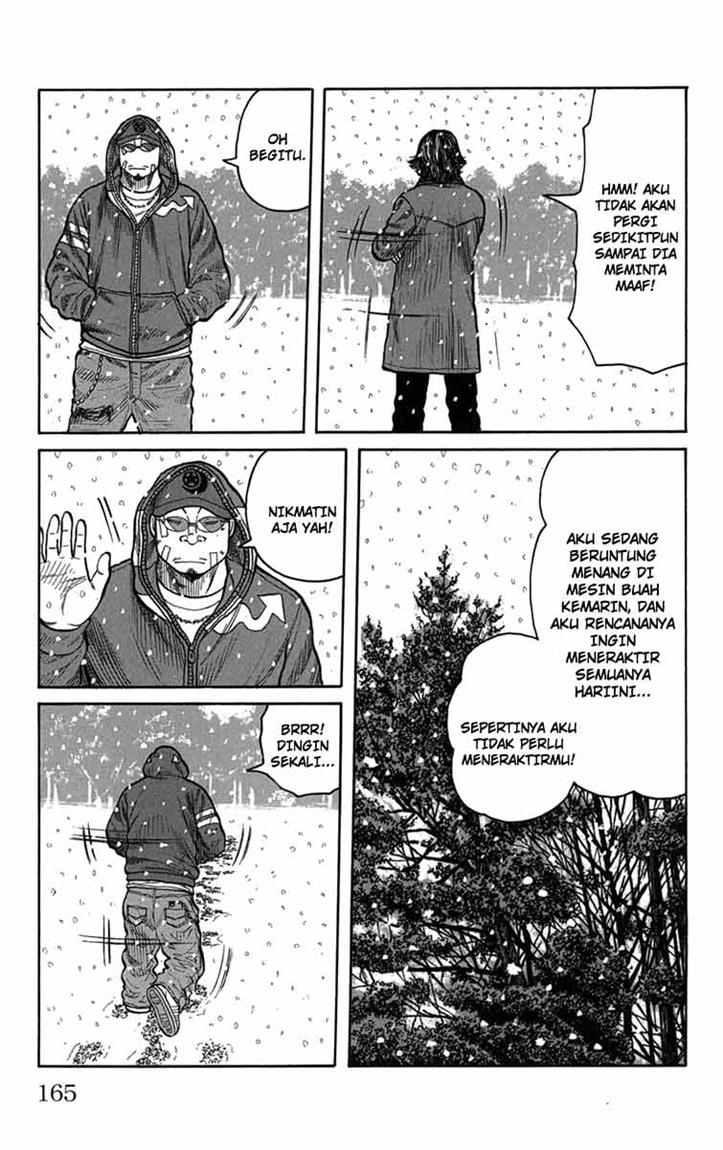 HMM! AKU
TIDAK AKAN
PERGI
SEDIKITPUN
SAMPAI DIA
MEMINTA
MAAF!
OH
BEGITU.
AKU SEDANG
BERUNTUNG
MENANG DI
MESIN BUAH
KEMARIN, DAN
AKU RENCANANYA
INGIN
MENERAKTIR
SEMUANYA
HARIINI...
SEPERTINYA AKU
TIDAK PERLU
MENERAKTIRMU!
NIKMATIN
AJA YAH!
BRRR!
DINGIN
SEKALI...
165